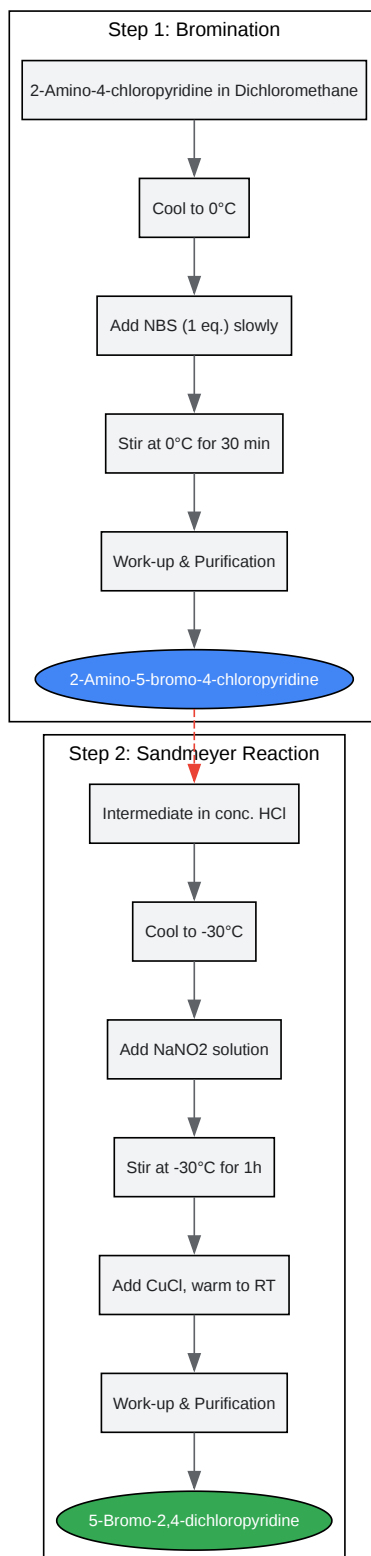 Step 1: Bromination
2-Amino-4-chloropyridine in Dichloromethane
Cool to 0°C
Add NBS (1 eq.) slowly
Stir at 0°C for 30 min
Work-up & Purification
2-Amino-5-bromo-4-chloropyridine
Step 2: Sandmeyer Reaction
Intermediate in conc. HCl
Cool to -30°C
Add NaNO2 solution
Stir at -30°C for 1h
Add CuCl, warm to RT
Work-up & Purification
5-Bromo-2,4-dichloropyridine